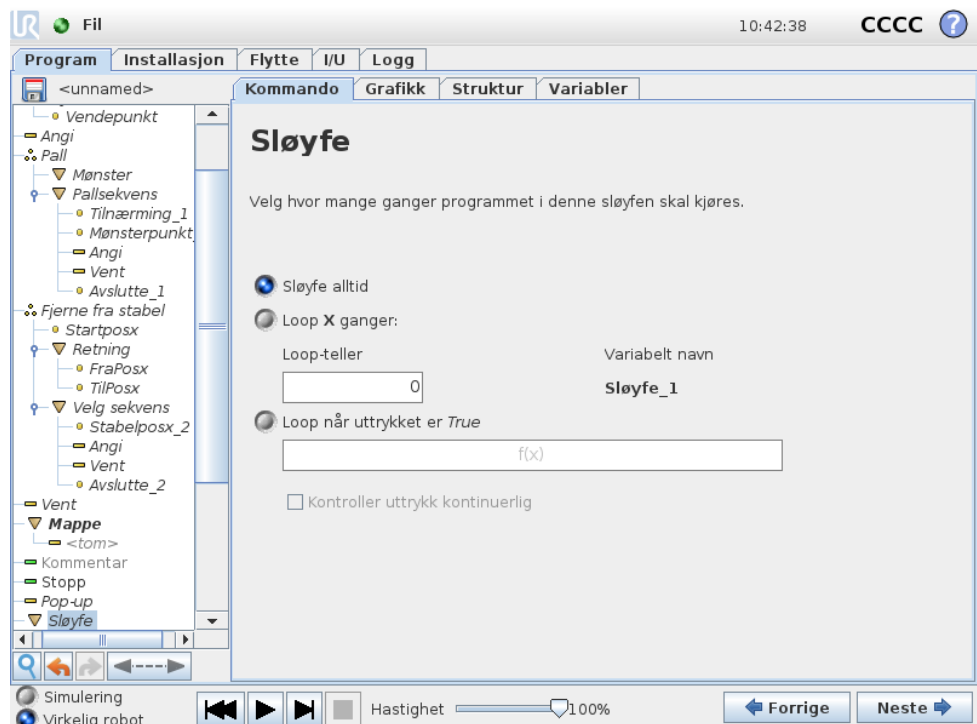 UR Fil 10:42:38 CCCC ?
Program Installasjon Flytte I/U Logg
<unnamed>
Kommando Grafikk Struktur Variabler
Vendepunkt
Angi
Pall
Mønster
Pallsekvens
Tilnærming_1
Mønsterpunkt
Angi
Vent
Avslutte_1
Fjerne fra stabel
Startposx
Retning
FraPosx
TilPosx
Velg sekvens
Stabelposx_2
Angi
Vent
Avslutte_2
Vent
Mappe
<tom>
Kommentar
Stopp
Pop-up
Sløyfe
Sløyfe
Velg hvor mange ganger programmet i denne sløyfen skal kjøres.
Sløyfe alltid
Loop X ganger:
Loop-teller Variabelt navn
0 Sløyfe_1
Loop når uttrykket er True
f(x)
Kontroller uttrykk kontinuerlig
Simulering
Virkelig robot
Hastighet 100%
Forrige Neste